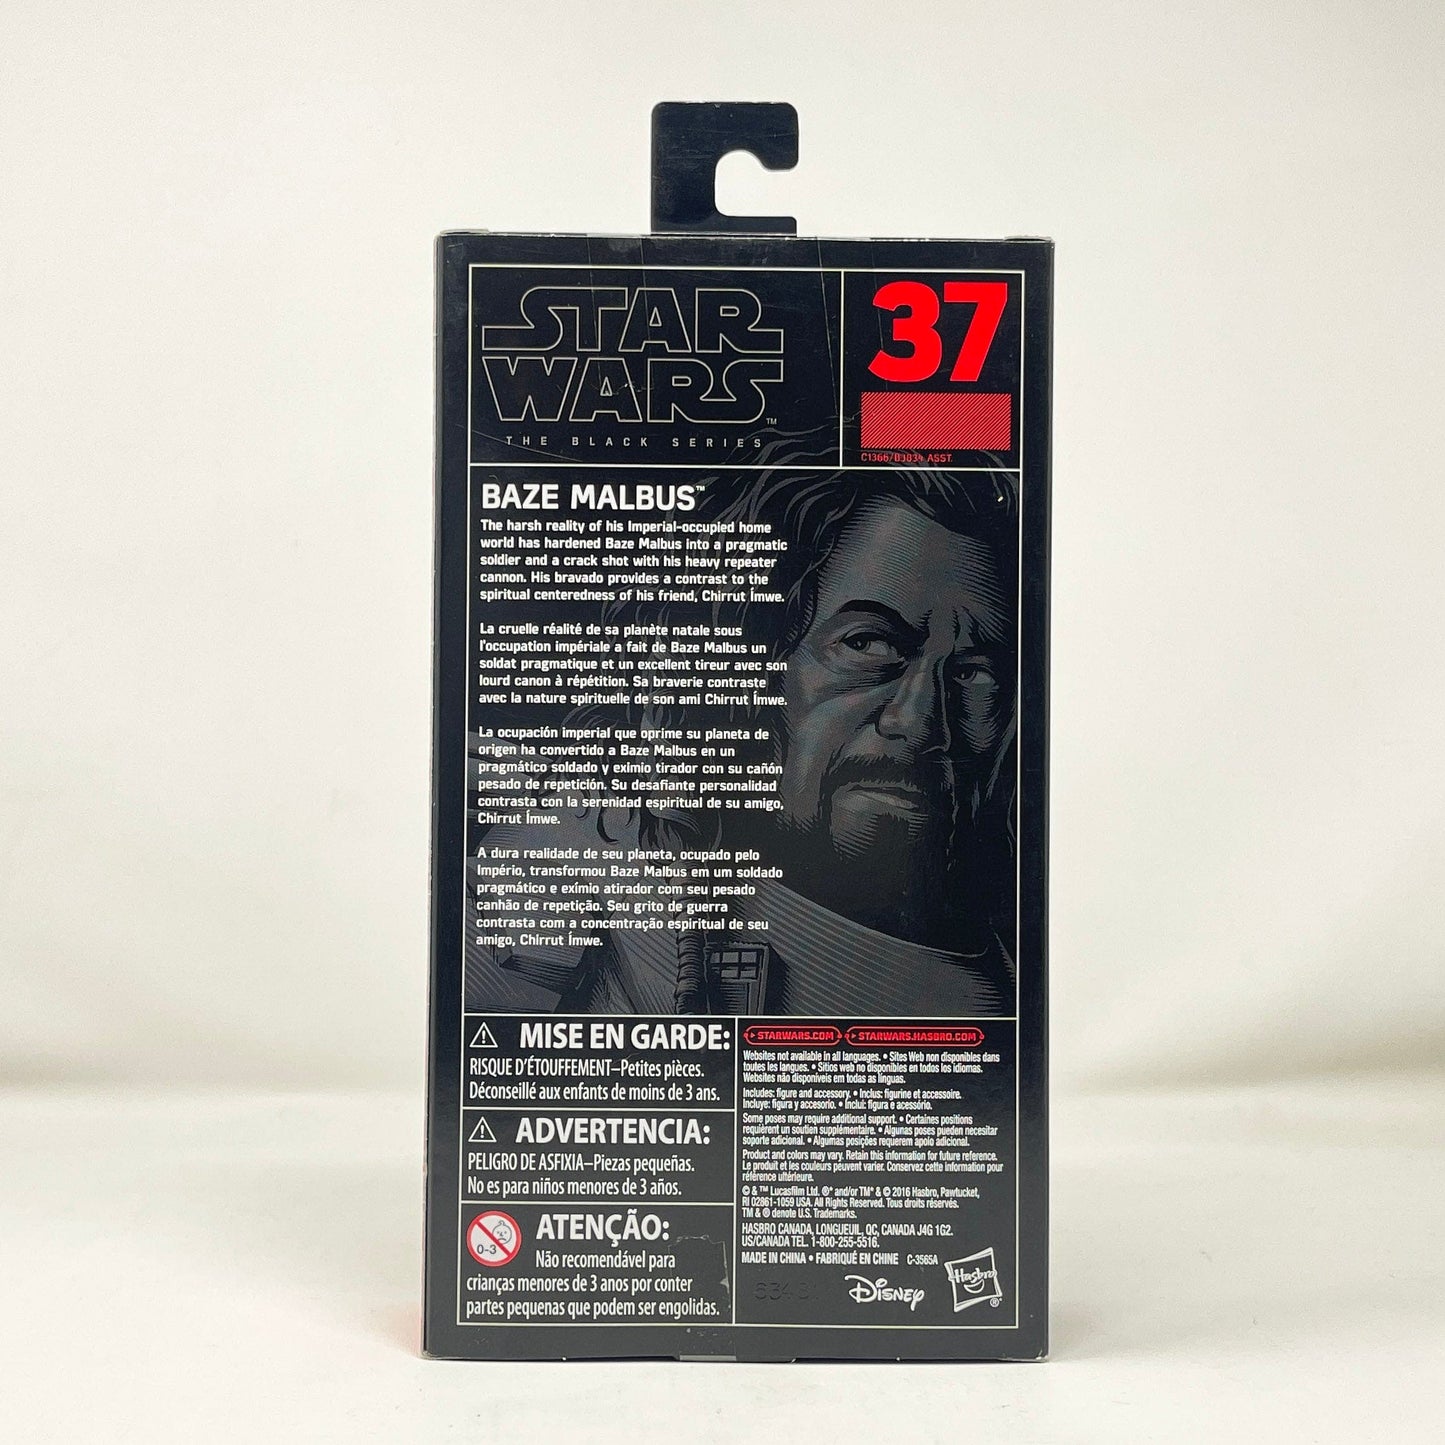 STAR
WARS™
THE BLACK SERIES
37
C1366/B3834 ASST.
BAZE MALBUS™
The harsh reality of his Imperial-occupied home
world has hardened Baze Malbus into a pragmatic
soldier and a crack shot with his heavy repeater
cannon. His bravado provides a contrast to the
spiritual centeredness of his friend, Chirrut Îmwe.
La cruelle réalité de sa planète natale sous
l'occupation impériale a fait de Baze Malbus un
soldat pragmatique et un excellent tireur avec son
lourd canon à répétition. Sa braverie contraste
avec la nature spirituelle de son ami Chirrut Îmwe.
La ocupación imperial que oprime su planeta de
origen ha convertido a Baze Malbus en un
pragmático soldado y eximio tirador con su cañón
pesado de repetición. Su desafiante personalidad
contrasta con la serenidad espiritual de su amigo,
Chirrut Îmwe.
A dura realidade de seu planeta, ocupado pelo
Império, transformou Baze Malbus em um soldado
pragmático e exímio atirador com seu pesado
canhão de repetição. Seu grito de guerra
contrasta com a concentração espiritual de seu
amigo, Chirrut Îmwe.
MISE EN GARDE:
RISQUE D'ÉTOUFFEMENT–Petites pièces.
Déconseillé aux enfants de moins de 3 ans.
ADVERTENCIA:
PELIGRO DE ASFIXIA–Piezas pequeñas.
No es para niños menores de 3 años.
0-3
ATENÇÃO:
Não recomendável para
crianças menores de 3 anos por conter
partes pequenas que podem ser engolidas.
STARWARS.COM STARWARS.HASBRO.COM
Websites not available in all languages. • Sites Web non disponibles dans
toutes les langues. • Sitios web no disponibles en todos los idiomas.
Websites não disponíveis em todas as línguas.
Includes: figure and accessory. • Inclus: figurine et accessoire.
Incluye: figura y accesorio. • Inclui: figura e acessório.
Some poses may require additional support. • Certaines positions
requièrent un soutien supplémentaire. • Algunas poses pueden necesitar
soporte adicional. • Algumas posições requerem apoio adicional.
Product and colors may vary. Retain this information for future reference.
Le produit et les couleurs peuvent varier. Conservez cette information pour
référence ultérieure.
© & ™ Lucasfilm Ltd. ®* and/or TM* & © 2016 Hasbro, Pawtucket,
RI 02861-1059 USA. All Rights Reserved. Tous droits réservés.
TM & ® denote U.S. Trademarks.
HASBRO CANADA, LONGUEUIL, QC, CANADA J4G 1G2.
US/CANADA TEL. 1-800-255-5516.
MADE IN CHINA • FABRIQUÉ EN CHINE C-3565A
Disney
Hasbro®